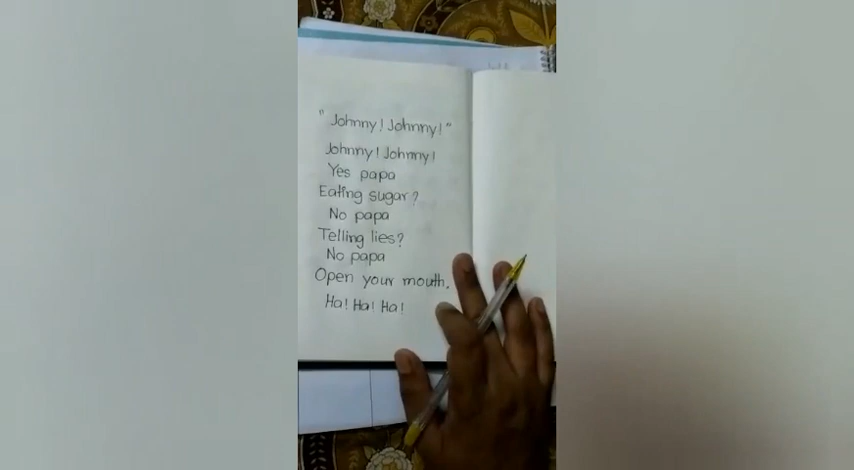 "Johnny! Johnny!"
Johnny! Johnny!
Yes papa
Eating sugar?
No papa
Telling lies?
No papa
Open your mouth.
Ha! Ha! Ha!